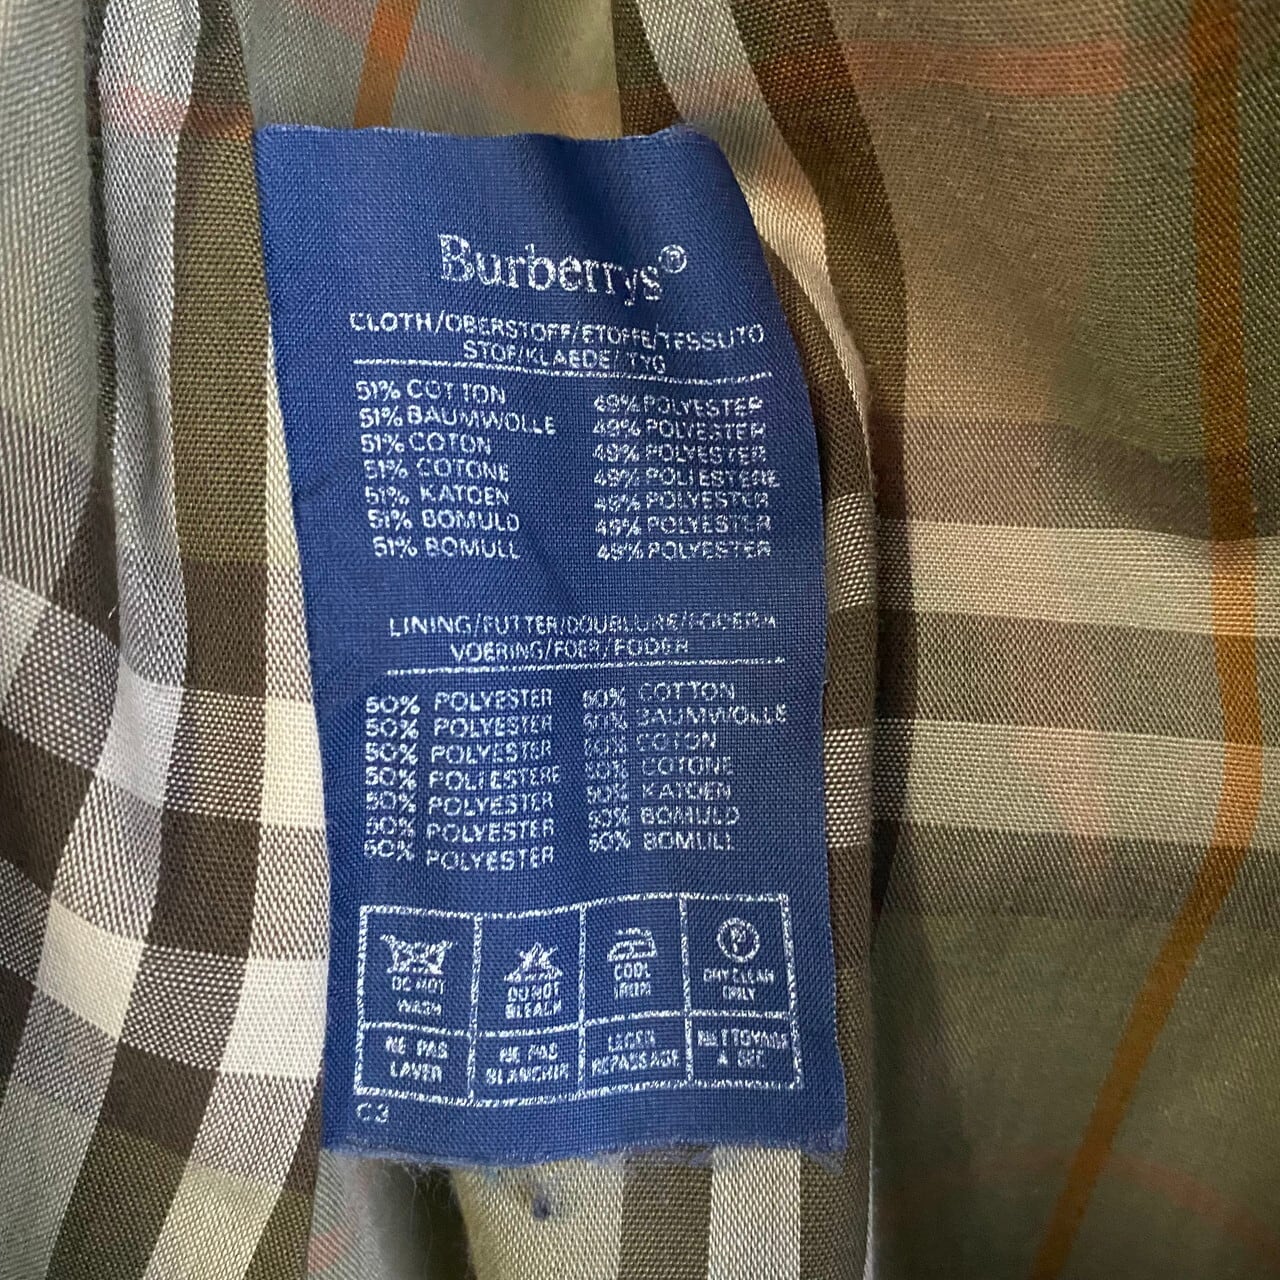 Burberrys®
CLOTH/OBERSTOFF/ETOFFE/TESSUTO
STOF/KLAEDE/TYG
51% COTTON 49% POLYESTER
51% BAUMWOLLE 49% POLYESTER
51% COTON 49% POLYESTER
51% COTONE 49% POLIESTERE
51% KATOEN 49% POLYESTER
51% BOMULD 49% POLYESTER
51% BOMULL 49% POLYESTER
LINING/FUTTER/DOUBLURE/FODERA
VOERING/FOER/FODER
50% POLYESTER 50% COTTON
50% POLYESTER 50% BAUMWOLLE
50% POLYESTER 50% COTON
50% POLIESTERE 50% COTONE
50% POLYESTER 50% KATOEN
50% POLYESTER 50% BOMULD
50% POLYESTER 50% BOMULL
DO NOT WASH
DO NOT BLEACH
COOL IRON
P
DRY CLEAN ONLY
NE PAS LAVER
NE PAS BLANCHIR
LEGER REPASSAGE
NETTOYAGE A SEC
C3